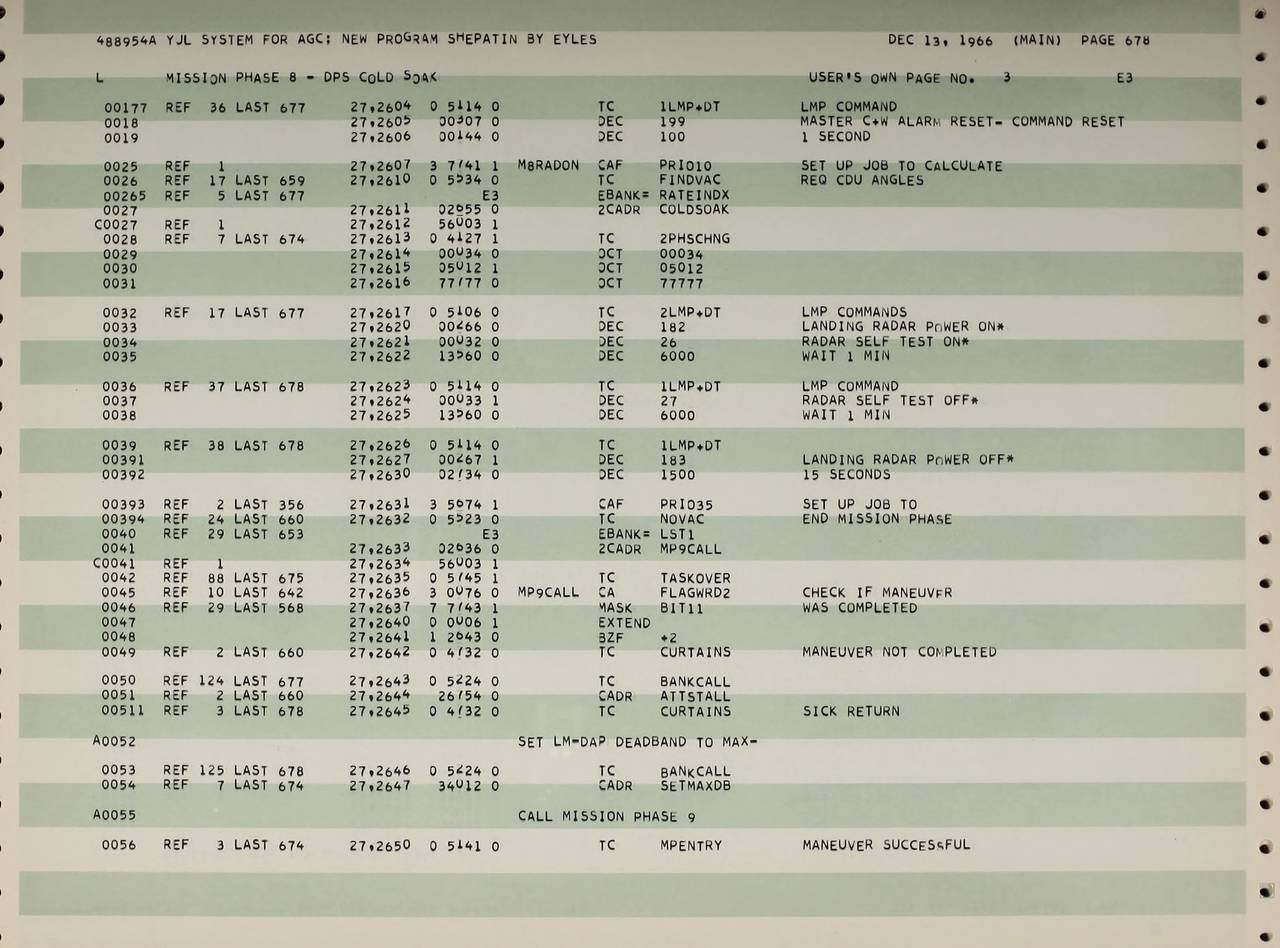 488954A YJL SYSTEM FOR AGC; NEW PROGRAM SHEPATIN BY EYLES DEC 13, 1966 (MAIN) PAGE 678
L MISSION PHASE 8 - DPS COLD SOAK USER'S OWN PAGE NO. 3 E3
00177 REF 36 LAST 677 27,2604 0 5114 0 TC 1LMP+DT LMP COMMAND
0018 27,2605 00307 0 DEC 199 MASTER C+W ALARM RESET- COMMAND RESET
0019 27,2606 00144 0 DEC 100 1 SECOND
0025 REF 1 27,2607 3 7741 1 M8RADON CAF PRIO10 SET UP JOB TO CALCULATE
0026 REF 17 LAST 659 27,2610 0 5534 0 TC FINDVAC REQ CDU ANGLES
00265 REF 5 LAST 677 E3 EBANK= RATEINDX
0027 27,2611 02655 0 2CADR COLDSOAK
C0027 REF 1 27,2612 56003 1
0028 REF 7 LAST 674 27,2613 0 4127 1 TC 2PHSCHNG
0029 27,2614 00034 0 OCT 00034
0030 27,2615 05012 1 OCT 05012
0031 27,2616 77777 0 OCT 77777
0032 REF 17 LAST 677 27,2617 0 5106 0 TC 2LMP+DT LMP COMMANDS
0033 27,2620 00266 0 DEC 182 LANDING RADAR POWER ON*
0034 27,2621 00032 0 DEC 26 RADAR SELF TEST ON*
0035 27,2622 13560 0 DEC 6000 WAIT 1 MIN
0036 REF 37 LAST 678 27,2623 0 5114 0 TC 1LMP+DT LMP COMMAND
0037 27,2624 00033 1 DEC 27 RADAR SELF TEST OFF*
0038 27,2625 13560 0 DEC 6000 WAIT 1 MIN
0039 REF 38 LAST 678 27,2626 0 5114 0 TC 1LMP+DT
00391 27,2627 00267 1 DEC 183 LANDING RADAR POWER OFF*
00392 27,2630 02734 0 DEC 1500 15 SECONDS
00393 REF 2 LAST 356 27,2631 3 5674 1 CAF PRIO35 SET UP JOB TO
00394 REF 24 LAST 660 27,2632 0 5523 0 TC NOVAC END MISSION PHASE
0040 REF 29 LAST 653 E3 EBANK= LST1
0041 27,2633 02636 0 2CADR MP9CALL
C0041 REF 1 27,2634 56003 1
0042 REF 88 LAST 675 27,2635 0 5745 1 TC TASKOVER
0045 REF 10 LAST 642 27,2636 3 0076 0 MP9CALL CA FLAGWRD2 CHECK IF MANEUVER
0046 REF 29 LAST 568 27,2637 7 7743 1 MASK BIT11 WAS COMPLETED
0047 27,2640 0 0006 1 EXTEND
0048 27,2641 1 2643 0 BZF +2
0049 REF 2 LAST 660 27,2642 0 4732 0 TC CURTAINS MANEUVER NOT COMPLETED
0050 REF 124 LAST 677 27,2643 0 5224 0 TC BANKCALL
0051 REF 2 LAST 660 27,2644 26754 0 CADR ATTSTALL
00511 REF 3 LAST 678 27,2645 0 4732 0 TC CURTAINS SICK RETURN
A0052 SET LM-DAP DEADBAND TO MAX-
0053 REF 125 LAST 678 27,2646 0 5224 0 TC BANKCALL
0054 REF 7 LAST 674 27,2647 34012 0 CADR SETMAXDB
A0055 CALL MISSION PHASE 9
0056 REF 3 LAST 674 27,2650 0 5141 0 TC MPENTRY MANEUVER SUCCESSFUL